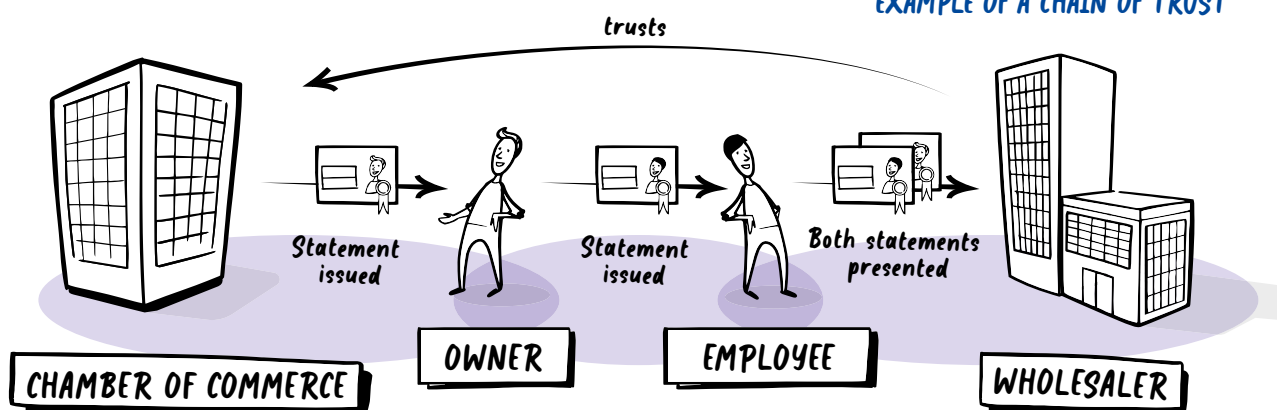 EXAMPLE OF A CHAIN OF TRUST
trusts
Statement
issued
Statement
issued
Both statements
presented
CHAMBER OF COMMERCE
OWNER
EMPLOYEE
WHOLESALER